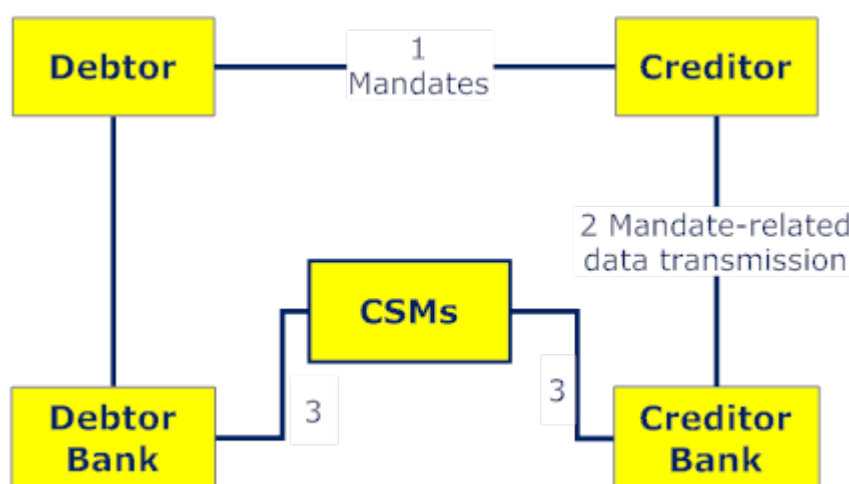 Debtor
1
Mandates
Creditor
2 Mandate-related
data transmission
CSMs
3
3
Debtor
Bank
Creditor
Bank